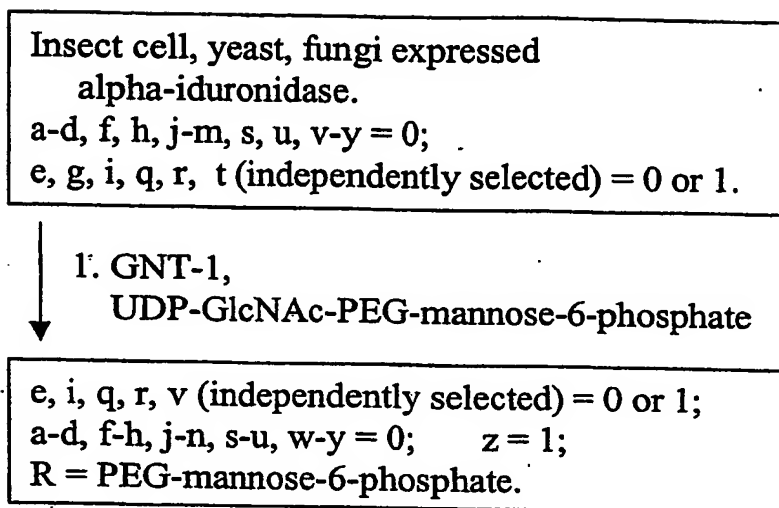 Insect cell, yeast, fungi expressed
alpha-iduronidase.
a-d, f, h, j-m, s, u, v-y = 0;
e, g, i, q, r, t (independently selected) = 0 or 1.
1. GNT-1,
UDP-GlcNAc-PEG-mannose-6-phosphate
e, i, q, r, v (independently selected) = 0 or 1;
a-d, f-h, j-n, s-u, w-y = 0; z = 1;
R = PEG-mannose-6-phosphate.